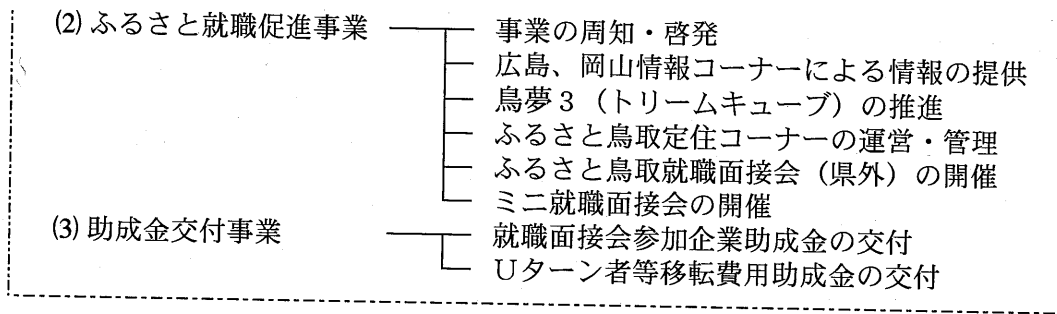 (2) ふるさと就職促進事業 事業の周知・啓発
広島、岡山情報コーナーによる情報の提供
鳥夢3（トリームキューブ）の推進
ふるさと鳥取定住コーナーの運営・管理
ふるさと鳥取就職面接会（県外）の開催
ミニ就職面接会の開催
(3) 助成金交付事業 就職面接会参加企業助成金の交付
Uターン者等移転費用助成金の交付